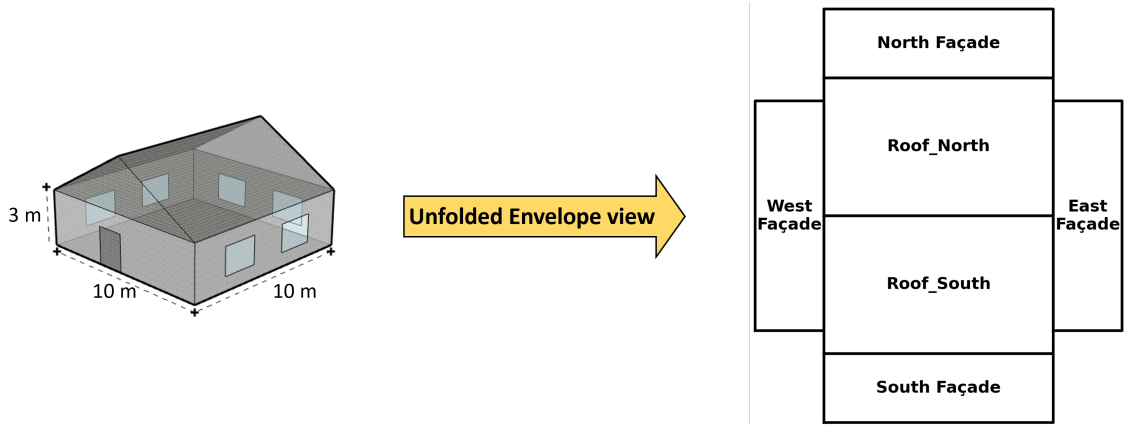 3 m
10 m
10 m
Unfolded Envelope view
North Façade
Roof_North
West
Façade
East
Façade
Roof_South
South Façade